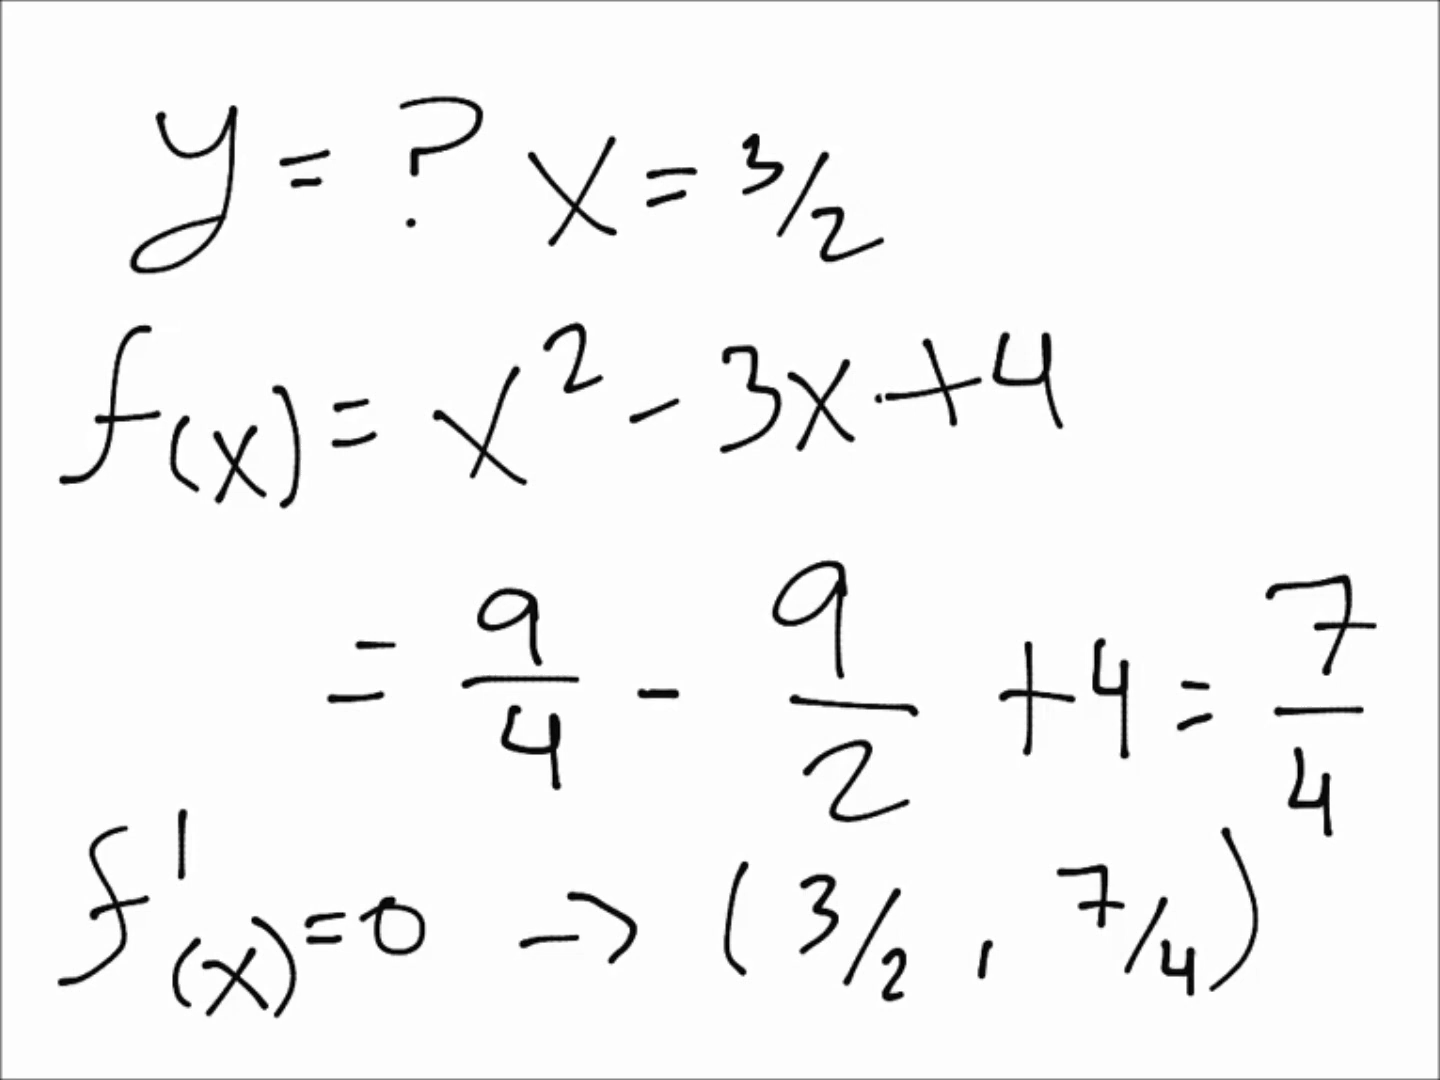 y = ? x = 3/2
f(x) = x² - 3x + 4
= 9/4 - 9/2 + 4 = 7/4
f'(x) = 0 → (3/2, 7/4)